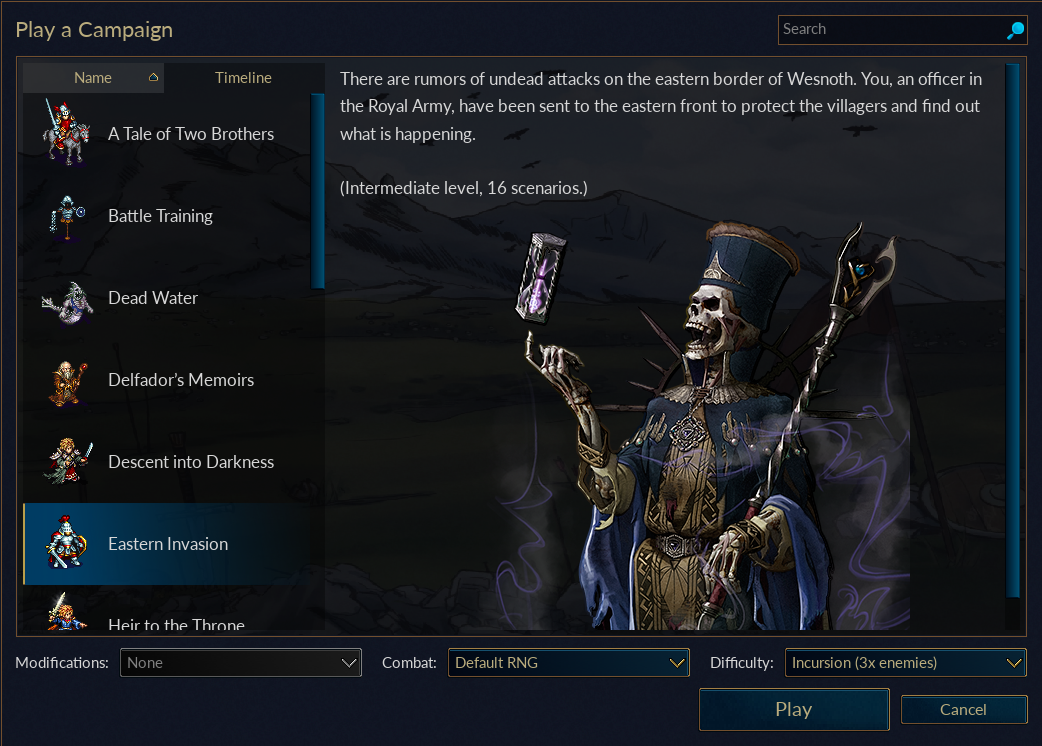 Play a Campaign
Search
Name
Timeline
A Tale of Two Brothers
Battle Training
Dead Water
Delfador’s Memoirs
Descent into Darkness
Eastern Invasion
Heir to the Throne
There are rumors of undead attacks on the eastern border of Wesnoth. You, an officer in
the Royal Army, have been sent to the eastern front to protect the villagers and find out
what is happening.
(Intermediate level, 16 scenarios.)
Modifications:
None
Combat:
Default RNG
Difficulty:
Incursion (3x enemies)
Play
Cancel